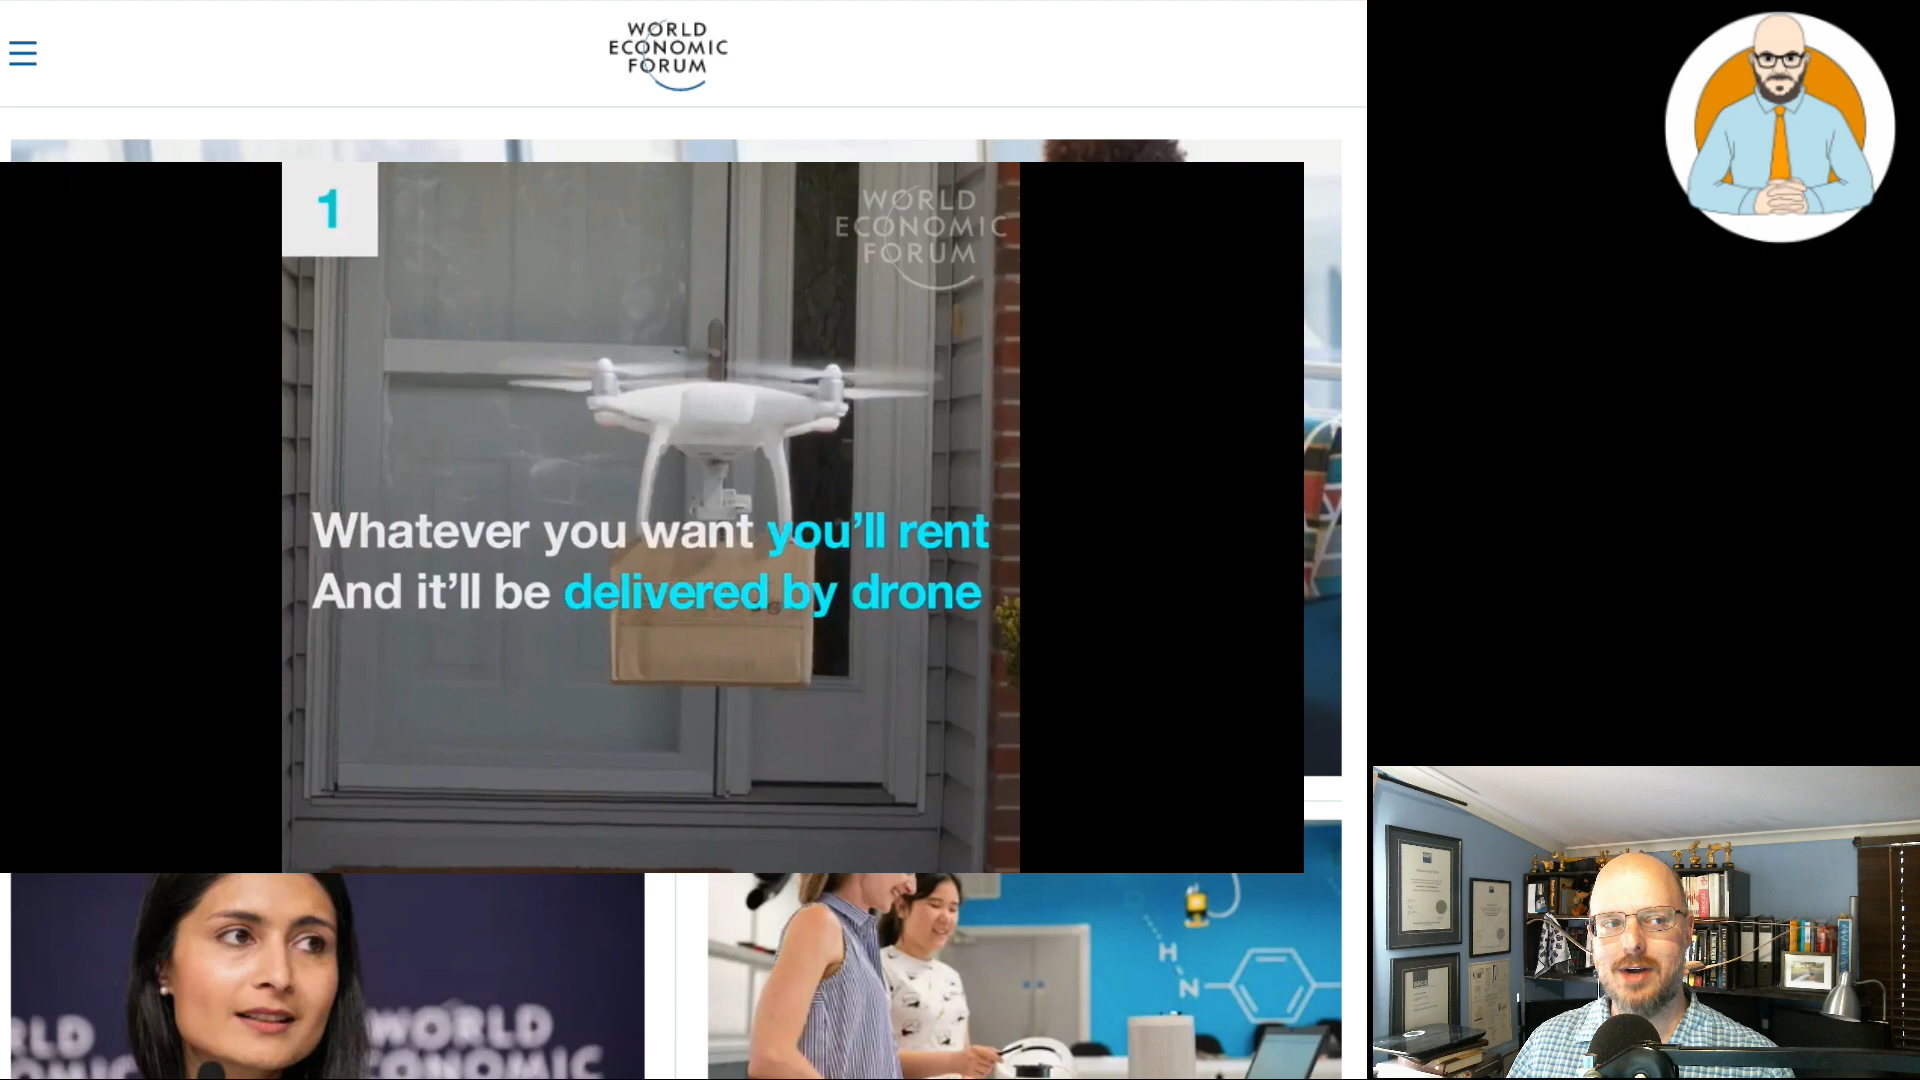 WORLD
ECONOMIC
FORUM
1
WORLD
ECONOMIC
FORUM
Whatever you want you'll rent
And it'll be delivered by drone
WORLD
H
N